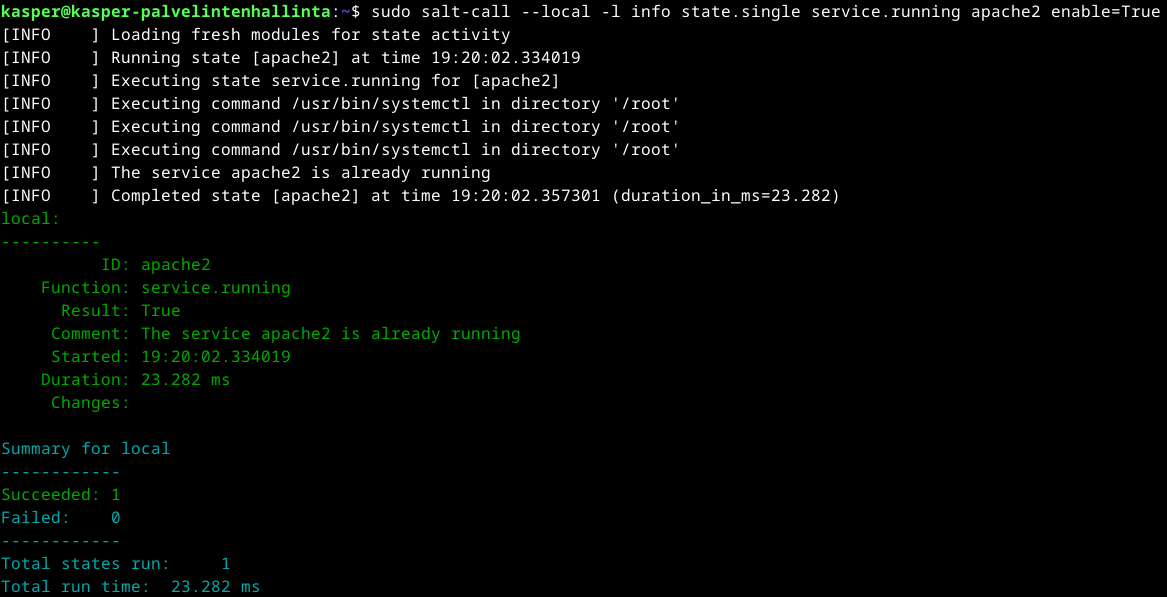 kasper@kasper-palvelintenhallinta:~$ sudo salt-call --local -l info state.single service.running apache2 enable=True
[INFO    ] Loading fresh modules for state activity
[INFO    ] Running state [apache2] at time 19:20:02.334019
[INFO    ] Executing state service.running for [apache2]
[INFO    ] Executing command /usr/bin/systemctl in directory '/root'
[INFO    ] Executing command /usr/bin/systemctl in directory '/root'
[INFO    ] Executing command /usr/bin/systemctl in directory '/root'
[INFO    ] The service apache2 is already running
[INFO    ] Completed state [apache2] at time 19:20:02.357301 (duration_in_ms=23.282)
local:
----------
          ID: apache2
    Function: service.running
      Result: True
     Comment: The service apache2 is already running
     Started: 19:20:02.334019
    Duration: 23.282 ms
     Changes:

Summary for local
------------
Succeeded: 1
Failed:    0
------------
Total states run:     1
Total run time:  23.282 ms